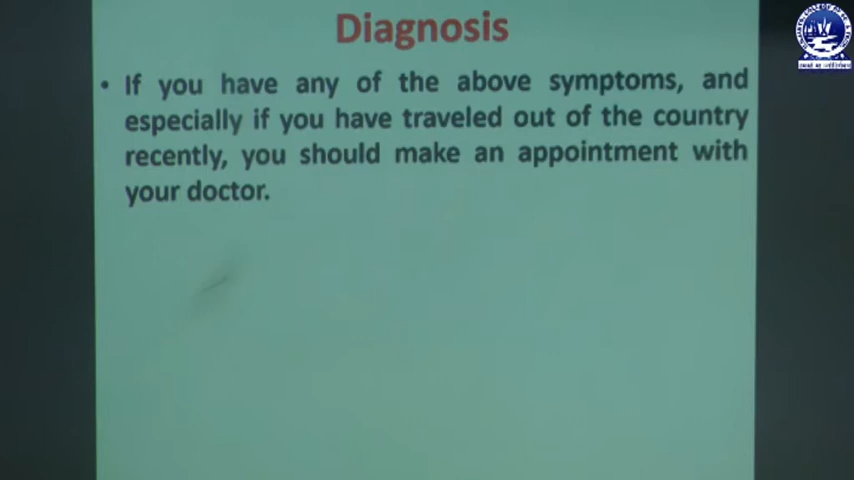 Diagnosis
• If you have any of the above symptoms, and
especially if you have traveled out of the country
recently, you should make an appointment with
your doctor.